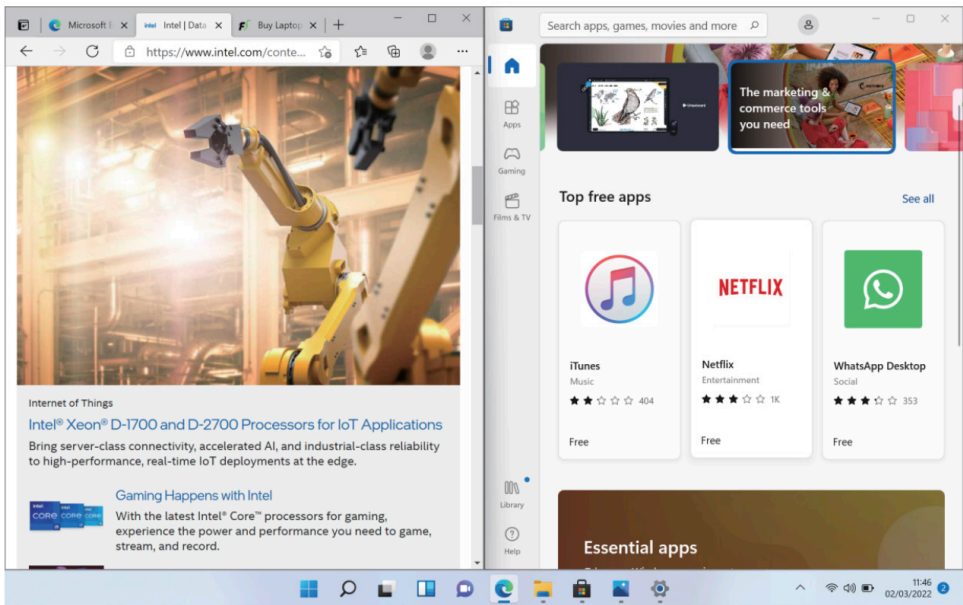 Microsoft E
Intel | Data
Buy Laptop
https://www.intel.com/conte...
Internet of Things
Intel® Xeon® D-1700 and D-2700 Processors for IoT Applications
Bring server-class connectivity, accelerated AI, and industrial-class reliability
to high-performance, real-time IoT deployments at the edge.
Gaming Happens with Intel
With the latest Intel® Core™ processors for gaming,
experience the power and performance you need to game,
stream, and record.
CORE CORE CORE
Search apps, games, movies and more
Apps
Gaming
Films & TV
Library
Help
The marketing &
commerce tools
you need
Top free apps
See all
NETFLIX
iTunes
Music
404
Free
Netflix
Entertainment
1K
Free
WhatsApp Desktop
Social
353
Free
Essential apps
11:46
02/03/2022
2